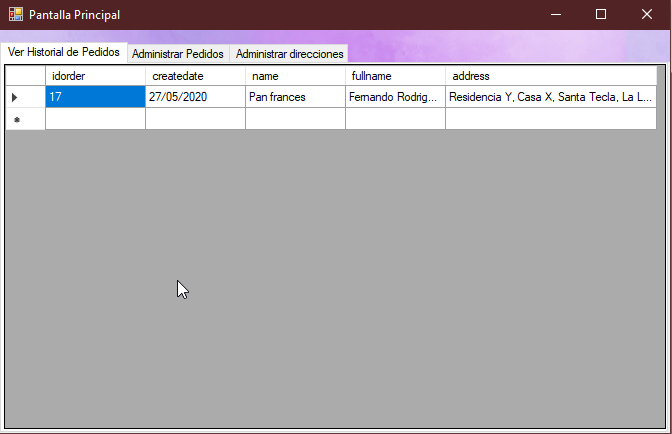 Pantalla Principal
Ver Historial de Pedidos Administrar Pedidos Administrar direcciones
idorder createdate name fullname address
17 27/05/2020 Pan frances Fernando Rodrig... Residencia Y, Casa X, Santa Tecla, La L...